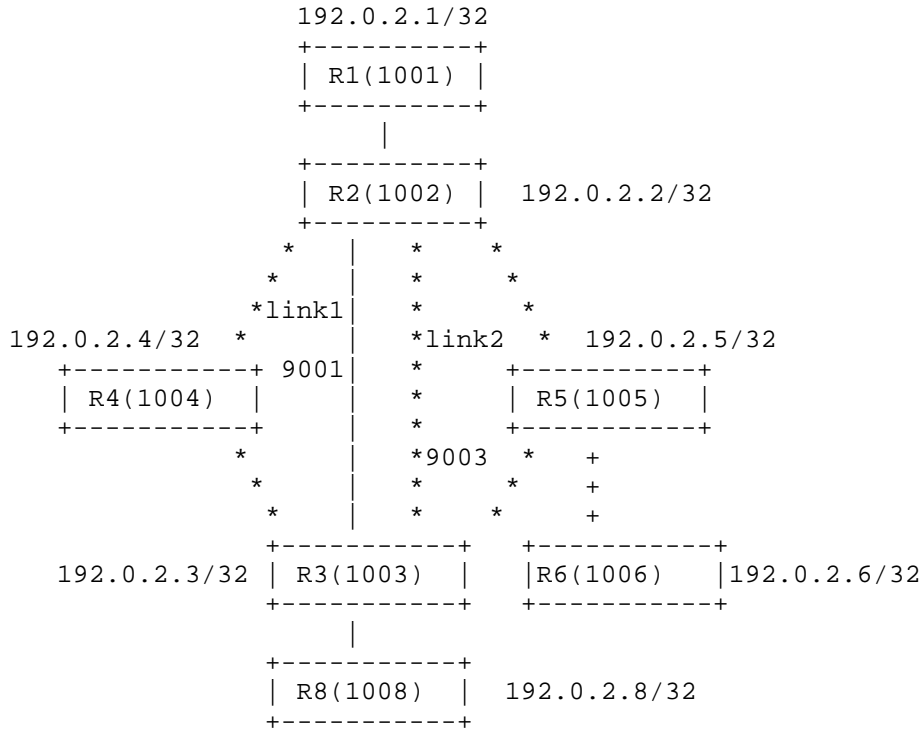 192.0.2.1/32
R1(1001)
R2(1002) 192.0.2.2/32
link1
192.0.2.4/32 link2 192.0.2.5/32
9001
R4(1004) R5(1005)
9003
192.0.2.3/32 R3(1003) R6(1006) 192.0.2.6/32
R8(1008) 192.0.2.8/32